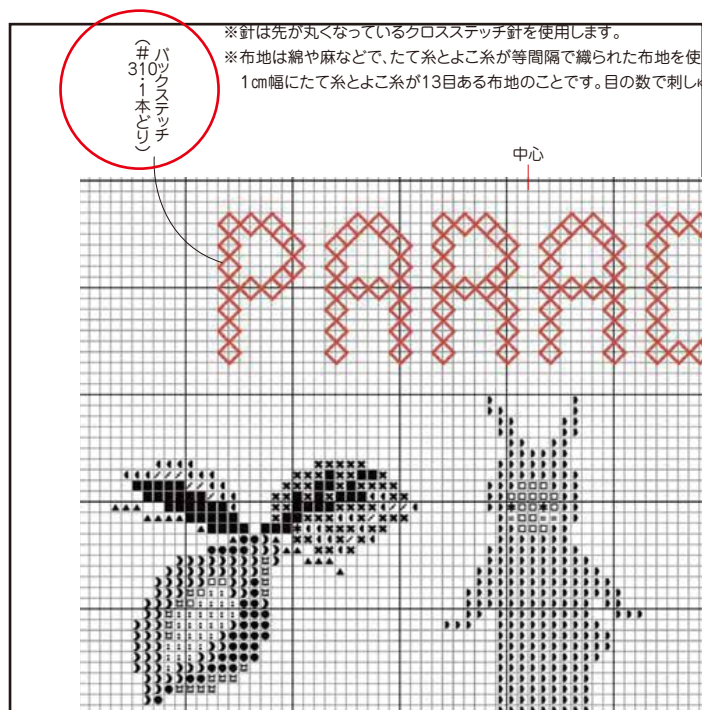 ※針は先が丸くなっているクロスステッチ針を使用します。
※布地は綿や麻などで、たて糸とよこ糸が等間隔で織られた布地を使
1cm幅にたて糸とよこ糸が13目ある布地のことです。目の数で刺し
バックステッチ
(#310・1本どり)
中心
PARAC